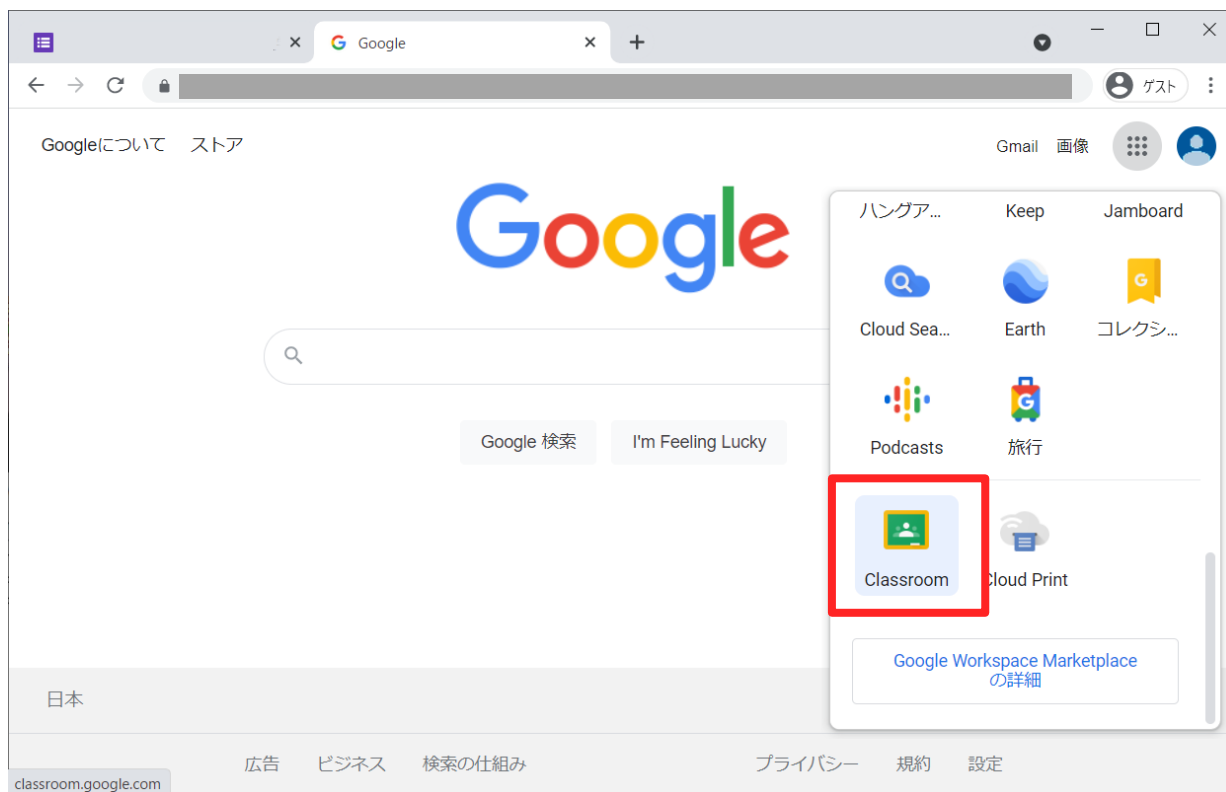 Google
ゲスト
Googleについて ストア
Gmail 画像
Google
ハングア... Keep Jamboard
Cloud Sea... Earth コレクシ...
Podcasts 旅行
Google 検索 I'm Feeling Lucky
Classroom Cloud Print
Google Workspace Marketplace
の詳細
日本
広告 ビジネス 検索の仕組み プライバシー 規約 設定
classroom.google.com